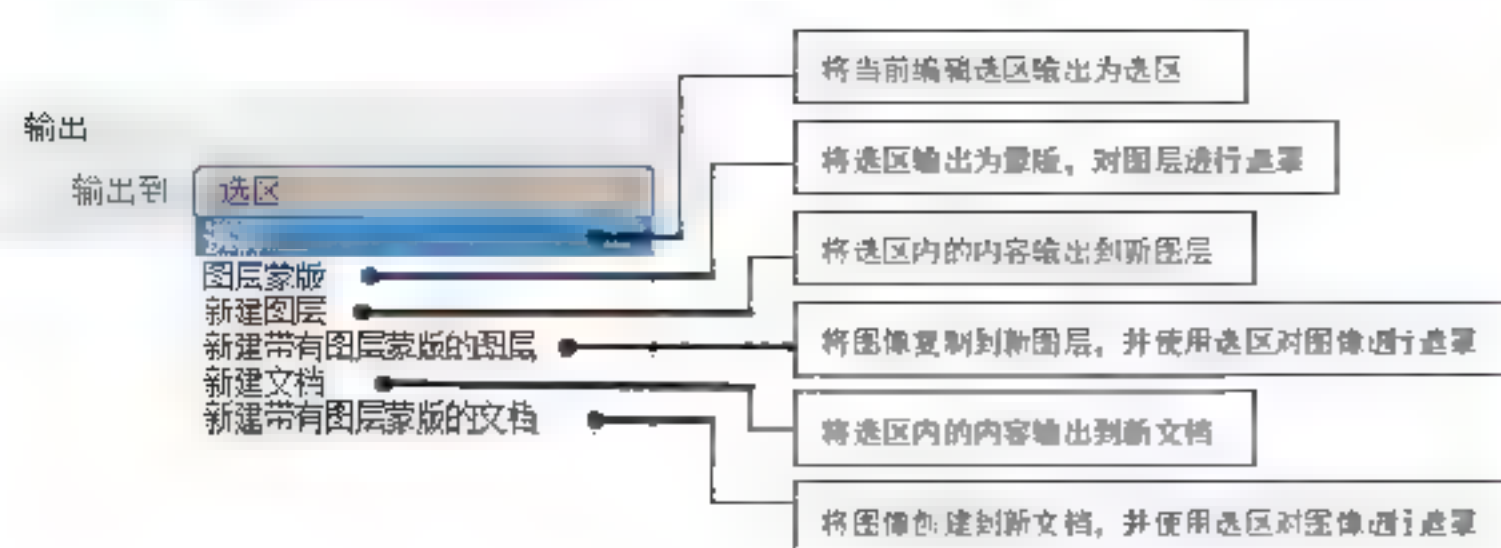 将当前编辑选区输出为选区
输出
将选区输出为蒙版，对图层进行遮罩
输出到 选区
将选区内的内容输出到新图层
图层蒙版
新建图层
新建带有图层蒙版的图层
将图像复制到新图层，并使用选区对图像进行遮罩
新建文档
新建带有图层蒙版的文档
将选区内的内容输出到新文档
将图像创建到新文档，并使用选区对图像进行遮罩